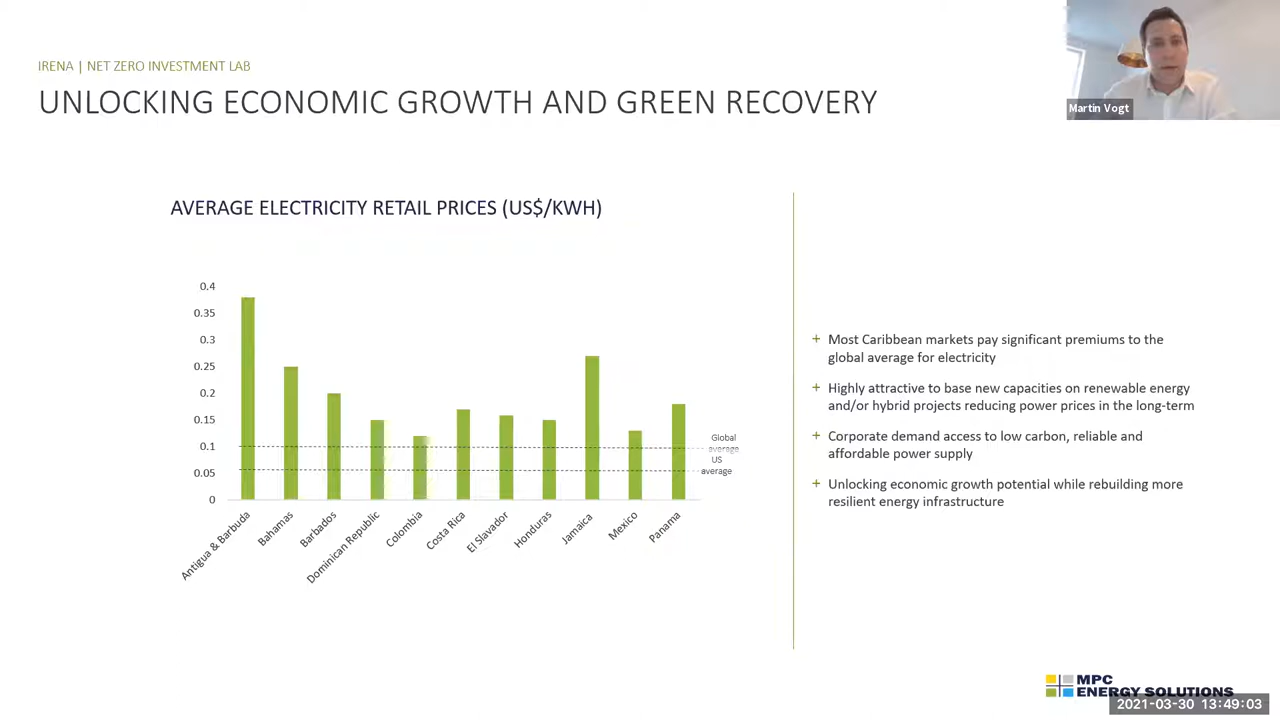 IRENA | NET ZERO INVESTMENT LAB
UNLOCKING ECONOMIC GROWTH AND GREEN RECOVERY
Martin Vogt
AVERAGE ELECTRICITY RETAIL PRICES (US$/KWH)
0.4
0.35
0.3
0.25
0.2
0.15
0.1
0.05
0
Global
average
US
average
Antigua & Barbuda
Bahamas
Barbados
Dominican Republic
Colombia
Costa Rica
El Slavador
Honduras
Jamaica
Mexico
Panama
+ Most Caribbean markets pay significant premiums to the
global average for electricity
+ Highly attractive to base new capacities on renewable energy
and/or hybrid projects reducing power prices in the long-term
+ Corporate demand access to low carbon, reliable and
affordable power supply
+ Unlocking economic growth potential while rebuilding more
resilient energy infrastructure
MPC
ENERGY SOLUTIONS
2021-03-30 13:49:03